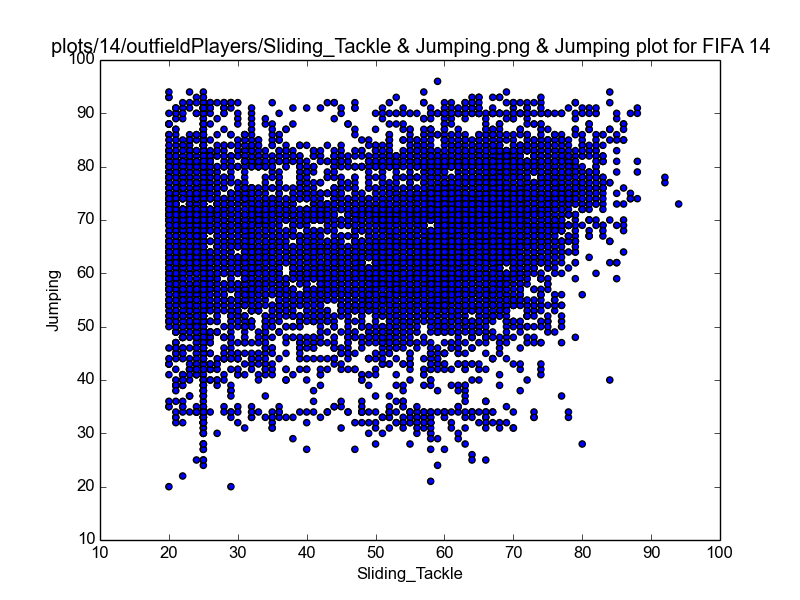 plots/14/outfieldPlayers/Sliding_Tackle & Jumping.png & Jumping plot for FIFA 14
100
90
80
70
60
50
40
30
20
10
Jumping
10 20 30 40 50 60 70 80 90 100
Sliding_Tackle